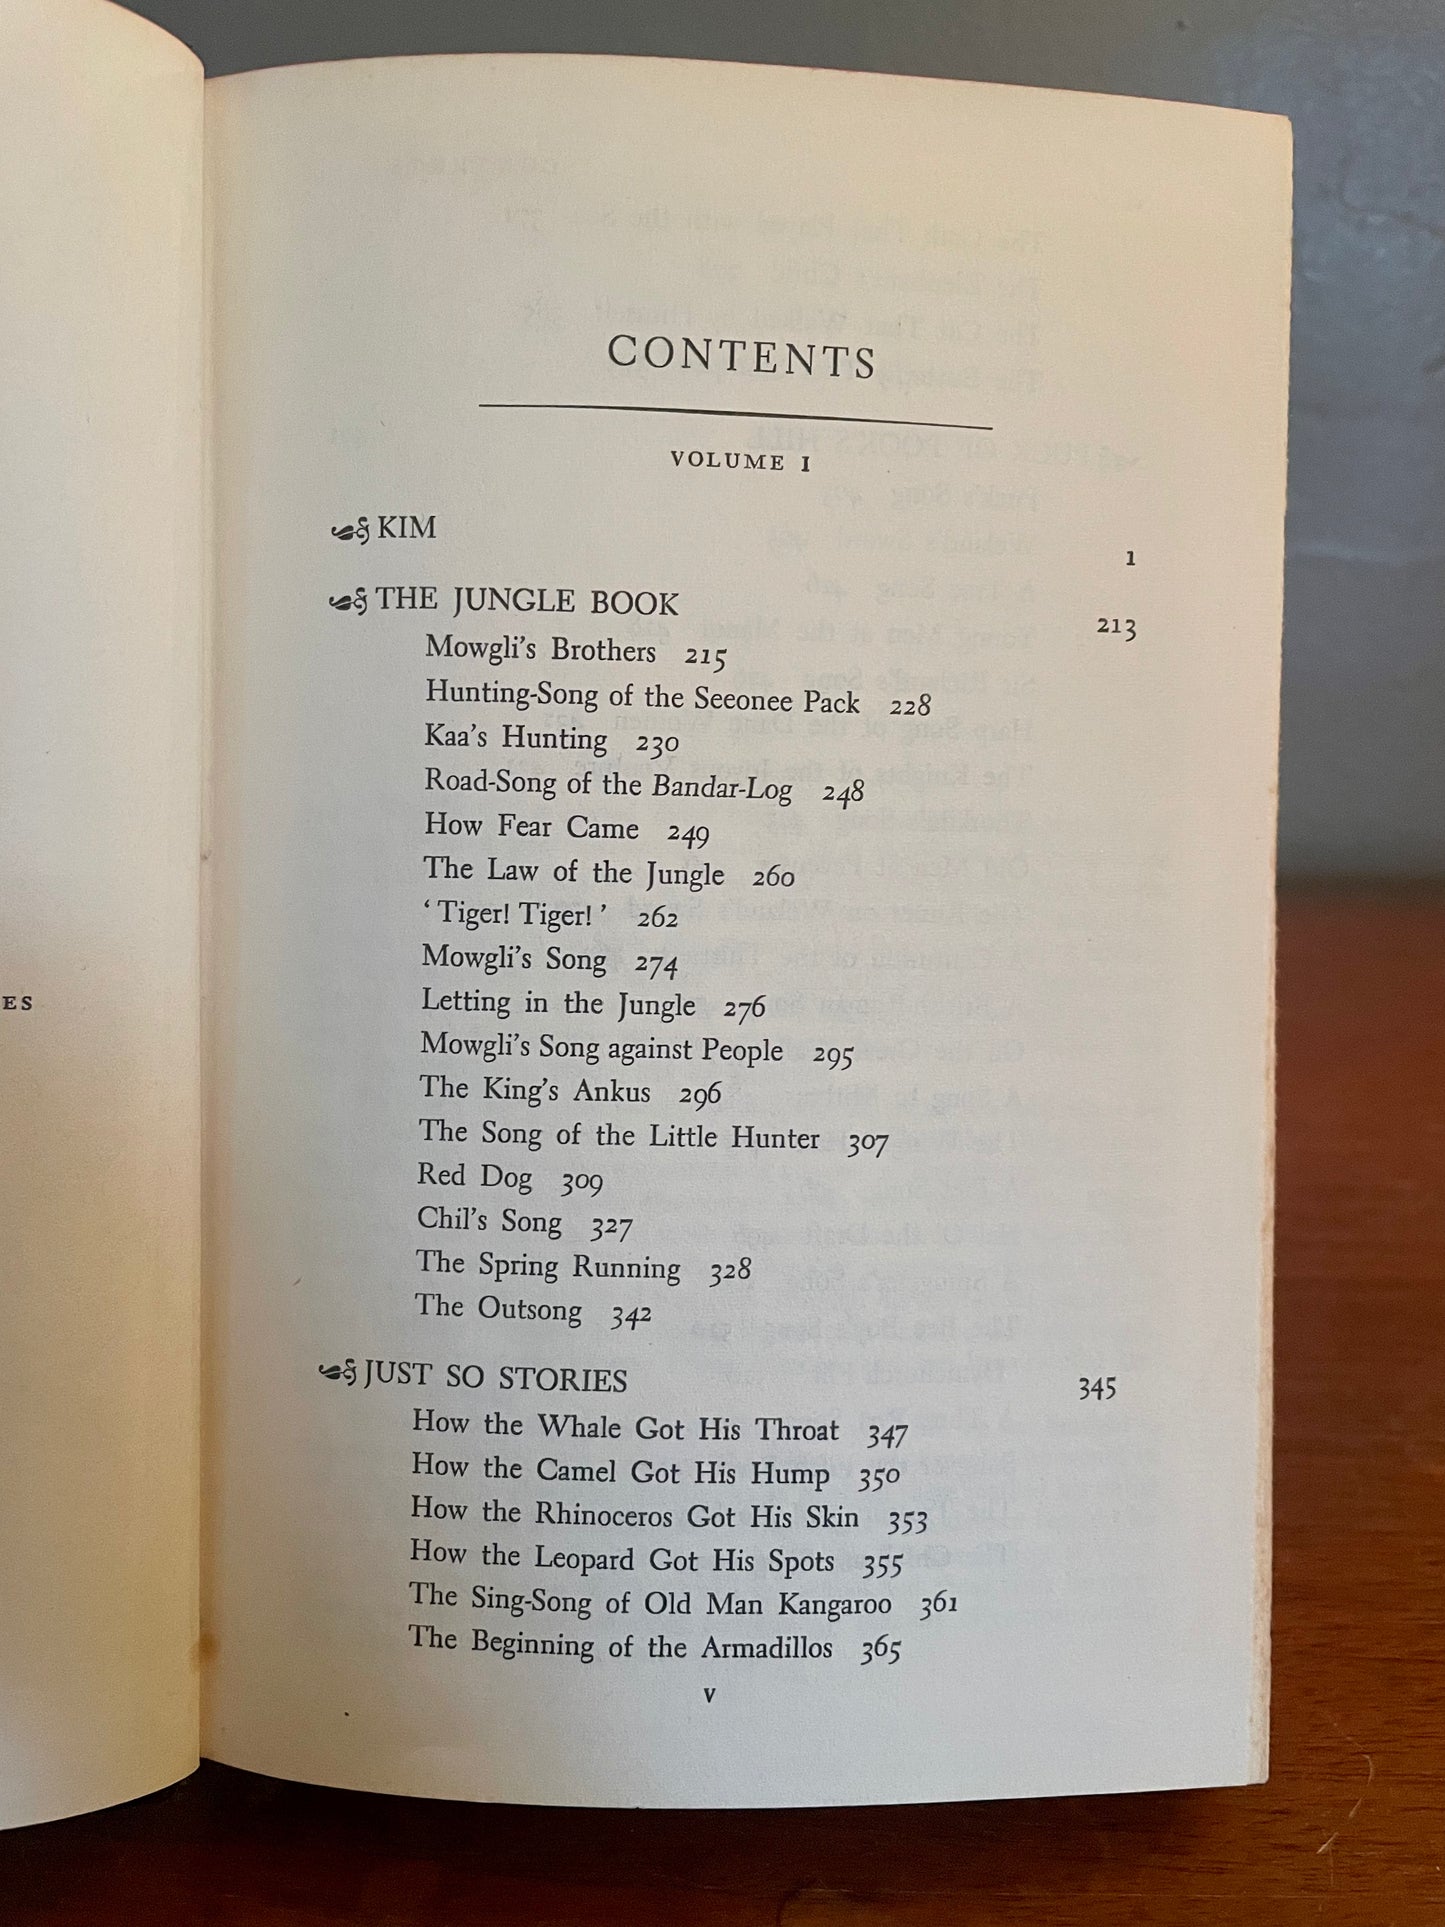 ES
CONTENTS
VOLUME I
KIM 1
THE JUNGLE BOOK 213
Mowgli's Brothers 215
Hunting-Song of the Seeonee Pack 228
Kaa's Hunting 230
Road-Song of the Bandar-Log 248
How Fear Came 249
The Law of the Jungle 260
‘Tiger! Tiger!’ 262
Mowgli's Song 274
Letting in the Jungle 276
Mowgli's Song against People 295
The King's Ankus 296
The Song of the Little Hunter 307
Red Dog 309
Chil's Song 327
The Spring Running 328
The Outsong 342
JUST SO STORIES 345
How the Whale Got His Throat 347
How the Camel Got His Hump 350
How the Rhinoceros Got His Skin 353
How the Leopard Got His Spots 355
The Sing-Song of Old Man Kangaroo 361
The Beginning of the Armadillos 365
v